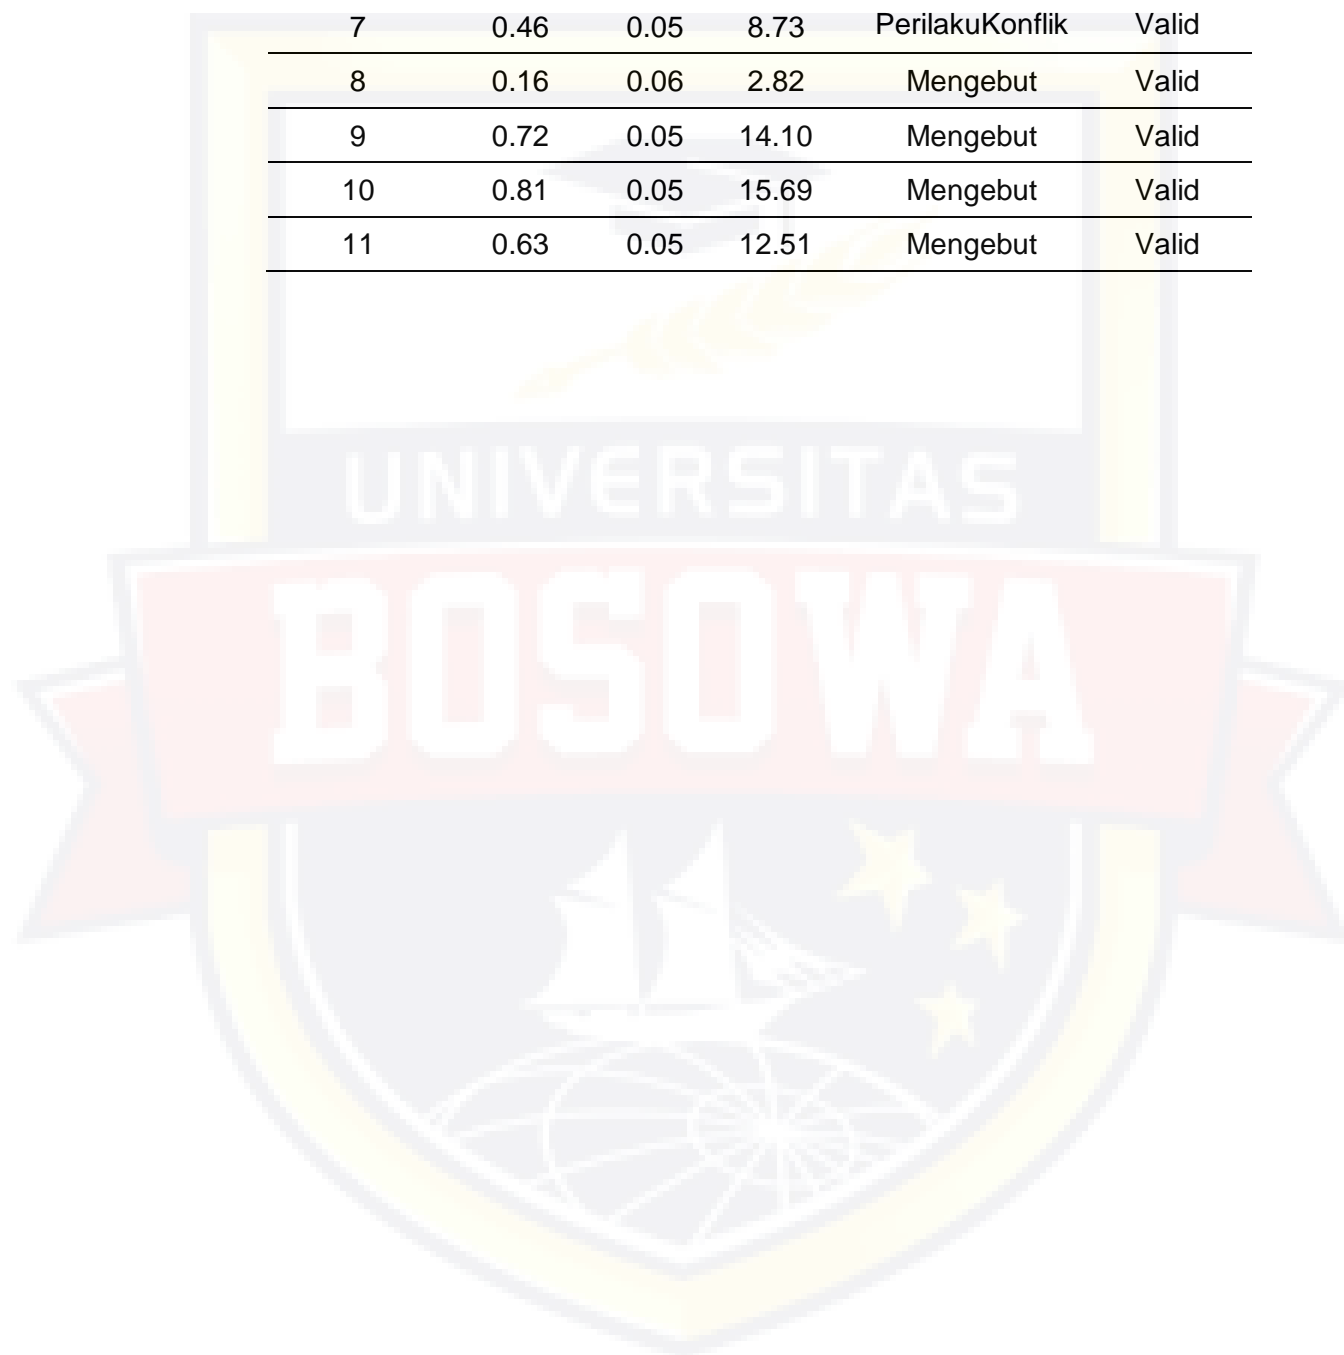 7 0.46 0.05 8.73 PerilakuKonflik Valid
8 0.16 0.06 2.82 Mengebut Valid
9 0.72 0.05 14.10 Mengebut Valid
10 0.81 0.05 15.69 Mengebut Valid
11 0.63 0.05 12.51 Mengebut Valid
UNIVERSITAS
BOSOWA